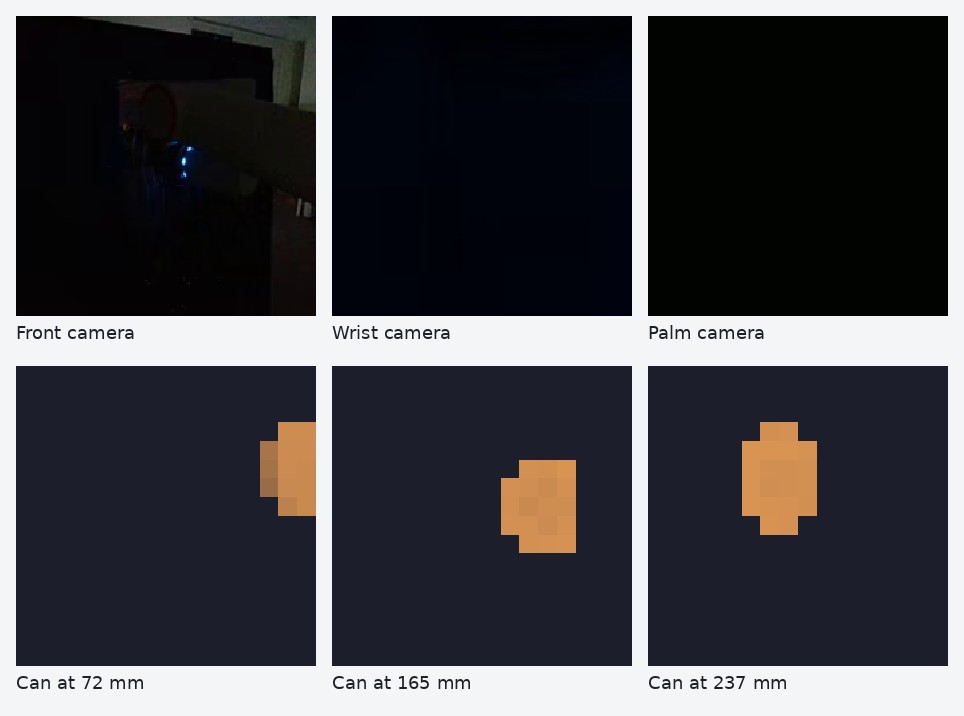 Front camera
Wrist camera
Palm camera
Can at 72 mm
Can at 165 mm
Can at 237 mm